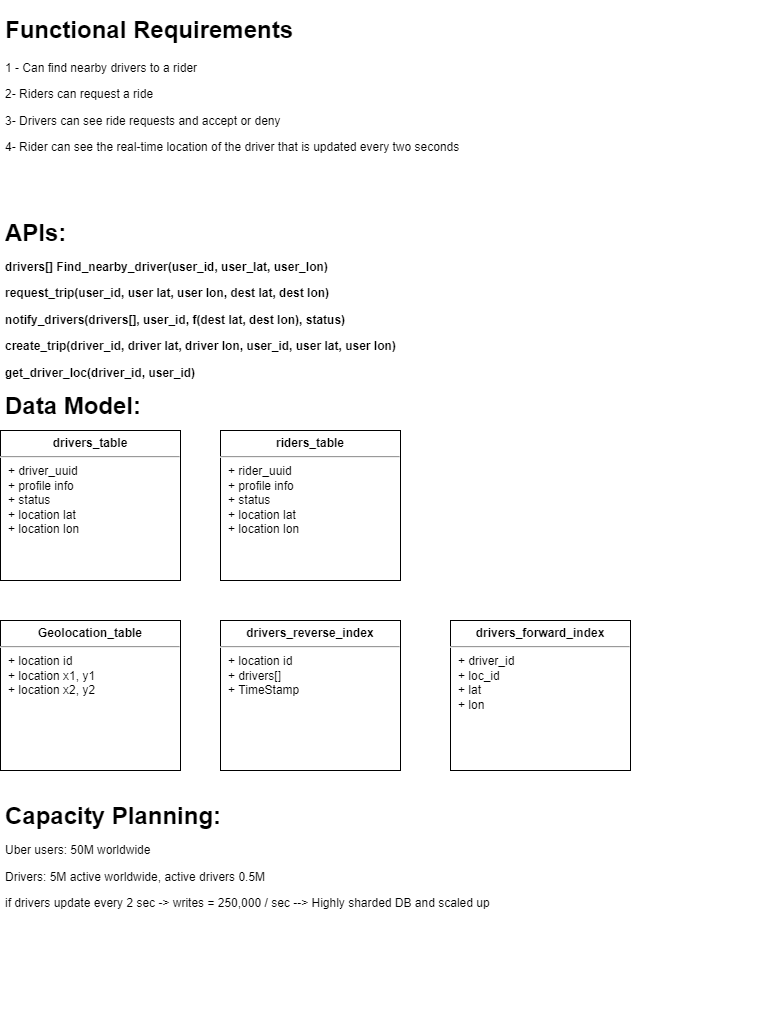 Functional Requirements
1 - Can find nearby drivers to a rider
2- Riders can request a ride
3- Drivers can see ride requests and accept or deny
4- Rider can see the real-time location of the driver that is updated every two seconds
APIs:
drivers[] Find_nearby_driver(user_id, user_lat, user_lon)
request_trip(user_id, user lat, user lon, dest lat, dest lon)
notify_drivers(drivers[], user_id, f(dest lat, dest lon), status)
create_trip(driver_id, driver lat, driver lon, user_id, user lat, user lon)
get_driver_loc(driver_id, user_id)
Data Model:
drivers_table
+ driver_uuid
+ profile info
+ status
+ location lat
+ location lon
riders_table
+ rider_uuid
+ profile info
+ status
+ location lat
+ location lon
Geolocation_table
+ location id
+ location x1, y1
+ location x2, y2
drivers_reverse_index
+ location id
+ drivers[]
+ TimeStamp
drivers_forward_index
+ driver_id
+ loc_id
+ lat
+ lon
Capacity Planning:
Uber users: 50M worldwide
Drivers: 5M active worldwide, active drivers 0.5M
if drivers update every 2 sec -> writes = 250,000 / sec --> Highly sharded DB and scaled up